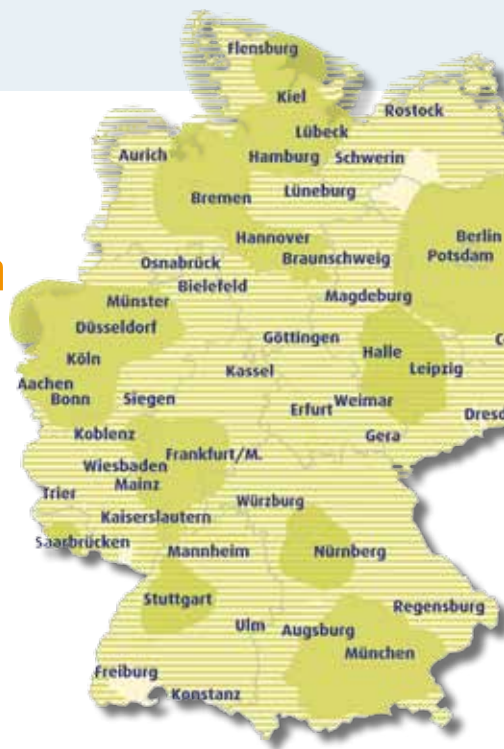 Flensburg
Kiel
Rostock
Lübeck
Aurich
Hamburg
Schwerin
Bremen
Lüneburg
Hannover
Berlin
Osnabrück
Braunschweig
Potsdam
Bielefeld
Münster
Magdeburg
Düsseldorf
Göttingen
Köln
Halle
Aachen
Kassel
Leipzig
Bonn
Siegen
Erfurt
Weimar
Dresd
Koblenz
Gera
Wiesbaden
Frankfurt/M.
Mainz
Trier
Würzburg
Kaiserslautern
Saarbrücken
Mannheim
Nürnberg
Stuttgart
Regensburg
Ulm
Augsburg
München
Freiburg
Konstanz